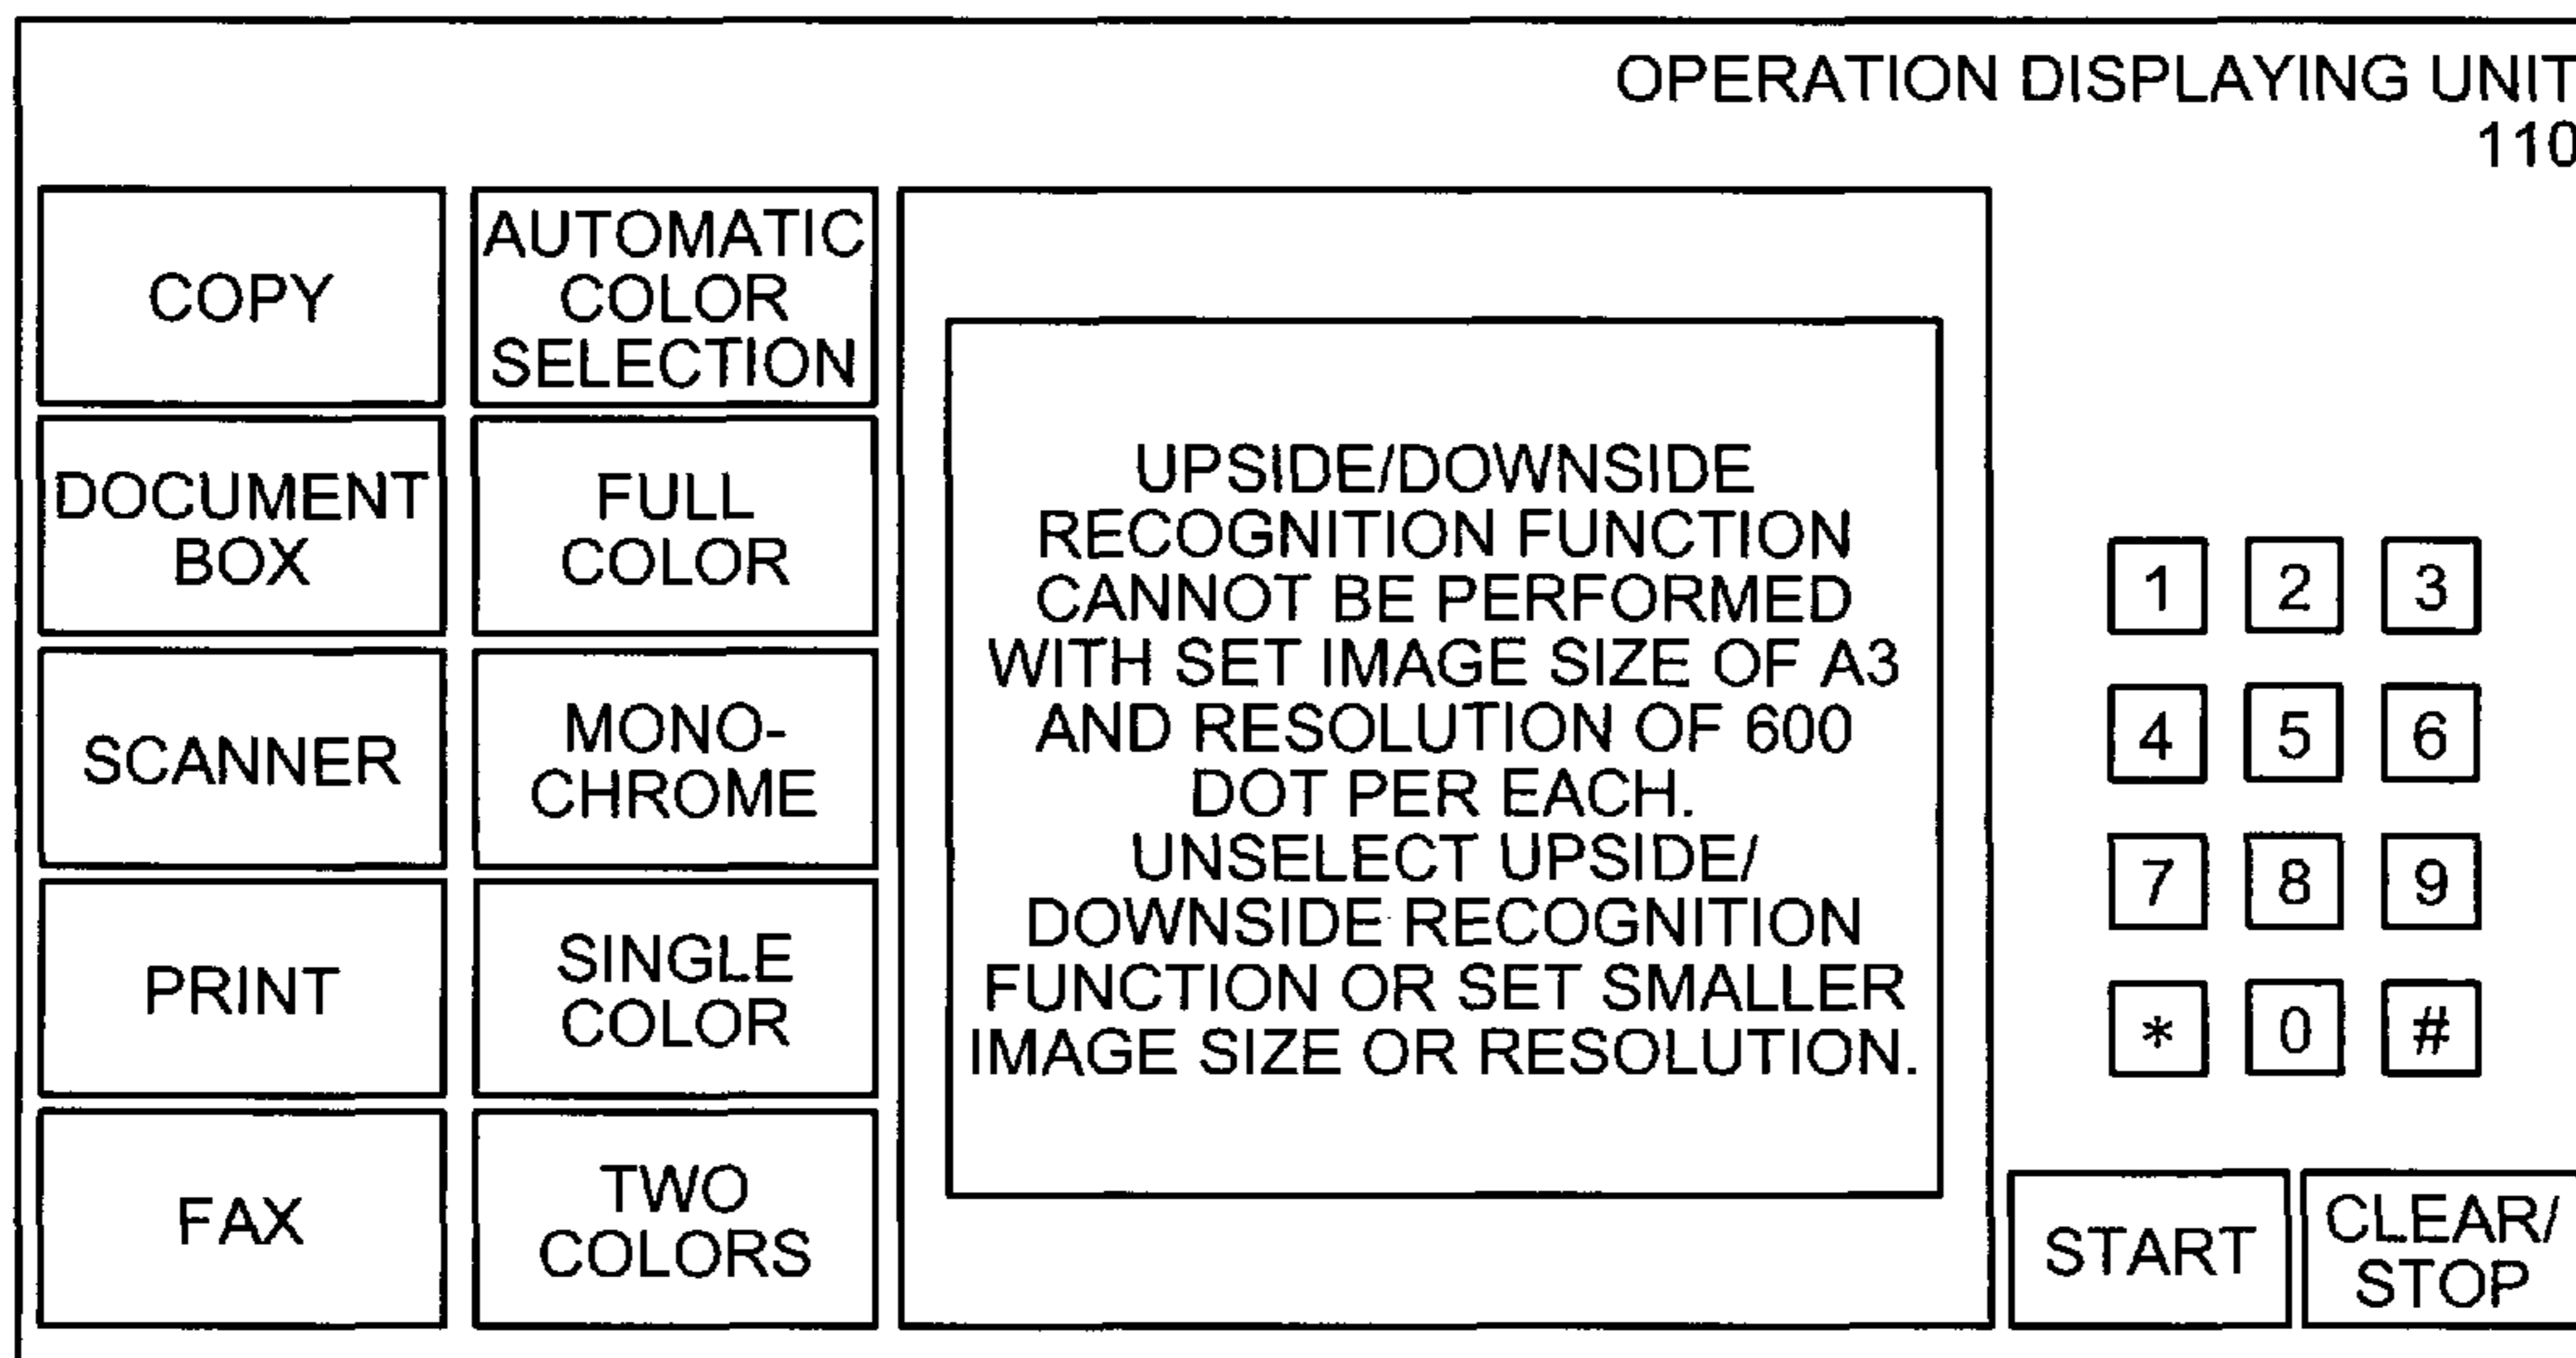 OPERATION DISPLAYING UNIT
110
COPY
DOCUMENT
BOX
SCANNER
PRINT
FAX
AUTOMATIC
COLOR
SELECTION
FULL
COLOR
MONO-
CHROME
SINGLE
COLOR
TWO
COLORS
UPSIDE/DOWNSIDE
RECOGNITION FUNCTION
CANNOT BE PERFORMED
WITH SET IMAGE SIZE OF A3
AND RESOLUTION OF 600
DOT PER EACH.
UNSELECT UPSIDE/
DOWNSIDE RECOGNITION
FUNCTION OR SET SMALLER
IMAGE SIZE OR RESOLUTION.
1 2 3
4 5 6
7 8 9
* 0 #
START
CLEAR/
STOP